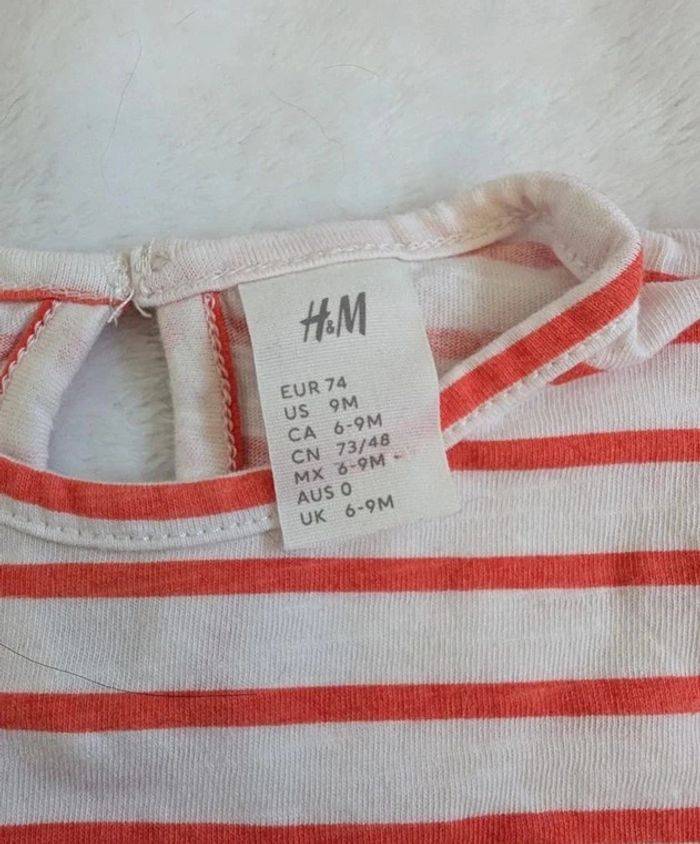 H&M
EUR 74
US 9M
CA 6-9M
CN 73/48
MX 6-9M -
AUS 0
UK 6-9M